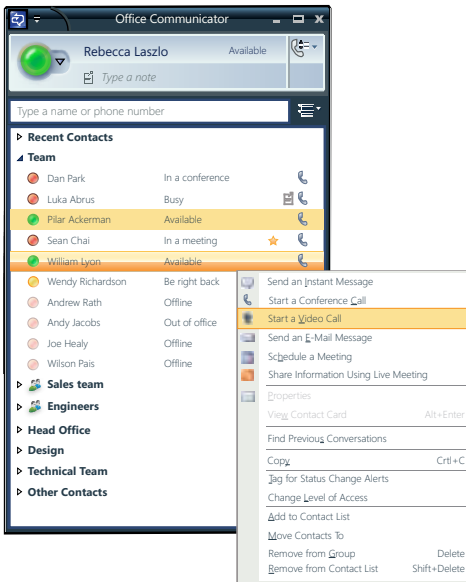 Office Communicator
Rebecca Laszlo Available
Type a note
Type a name or phone number
Recent Contacts
Team
Dan Park In a conference
Luka Abrus Busy
Pilar Ackerman Available
Sean Chai In a meeting
William Lyon Available
Wendy Richardson Be right back
Andrew Rath Offline
Andy Jacobs Out of office
Joe Healy Offline
Wilson Pais Offline
Sales team
Engineers
Head Office
Design
Technical Team
Other Contacts
Send an Instant Message
Start a Conference Call
Start a Video Call
Send an E-Mail Message
Schedule a Meeting
Share Information Using Live Meeting
Properties
View Contact Card Alt+Enter
Find Previous Conversations
Copy Crtl+C
Tag for Status Change Alerts
Change Level of Access
Add to Contact List
Move Contacts To
Remove from Group Delete
Remove from Contact List Shift+Delete